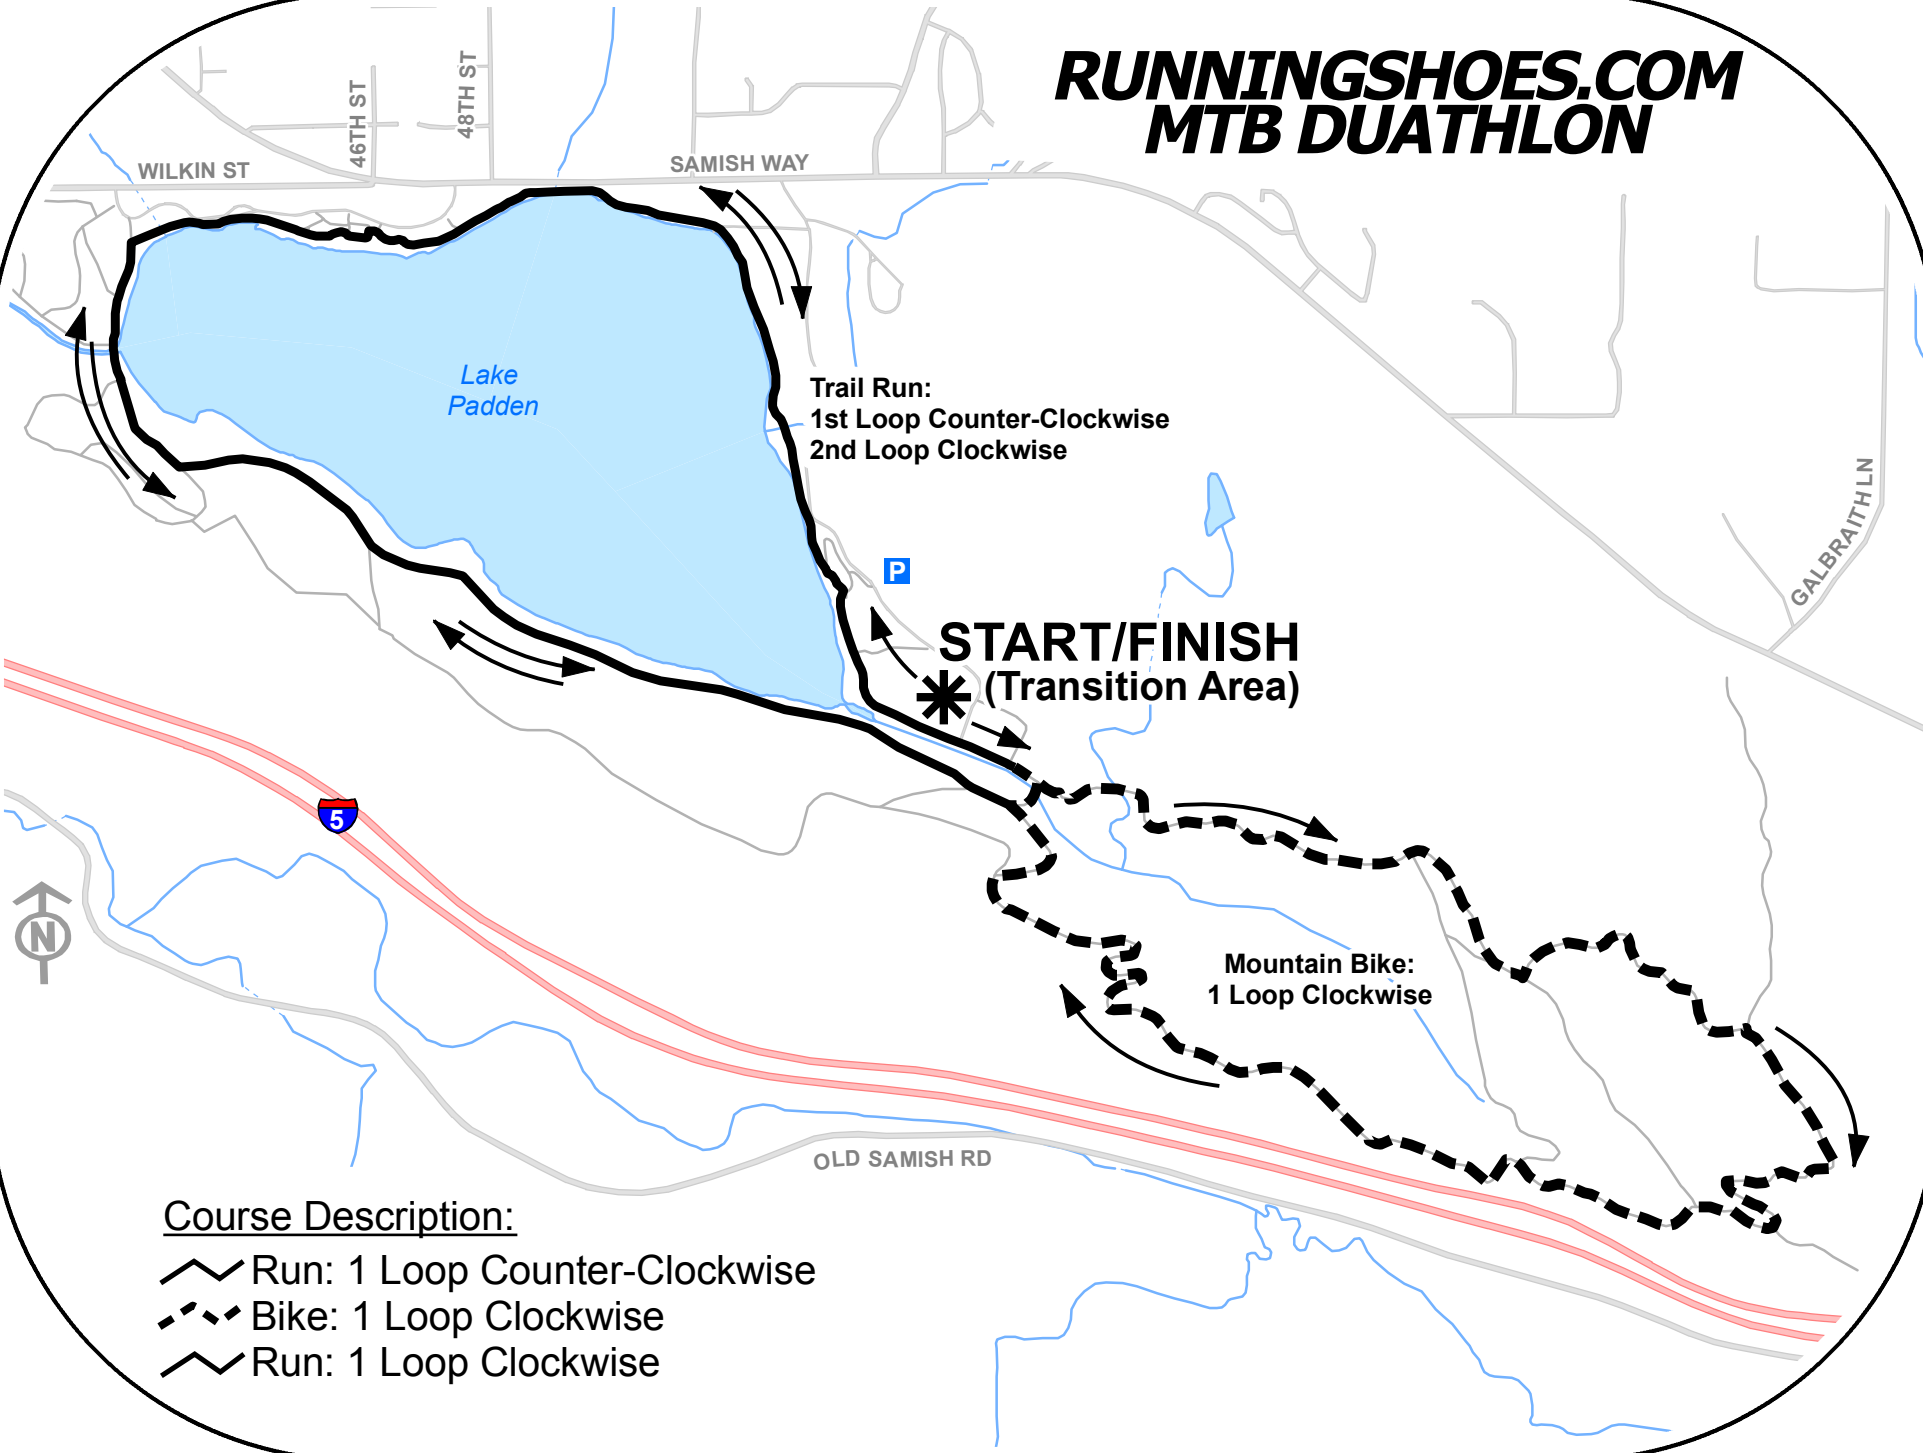 RUNNINGSHOES.COM
MTB DUATHLON
46TH ST
48TH ST
WILKIN ST
SAMISH WAY
Lake
Padden
Trail Run:
1st Loop Counter-Clockwise
2nd Loop Clockwise
GALBRAITH LN
P
START/FINISH
(Transition Area)
5
N
Mountain Bike:
1 Loop Clockwise
OLD SAMISH RD
Course Description:
Run: 1 Loop Counter-Clockwise
Bike: 1 Loop Clockwise
Run: 1 Loop Clockwise